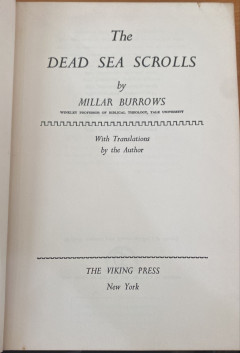 The
DEAD SEA SCROLLS
by
MILLAR BURROWS
WINKLEY PROFESSOR OF BIBLICAL THEOLOGY, YALE UNIVERSITY
With Translations
by the Author
THE VIKING PRESS
New York